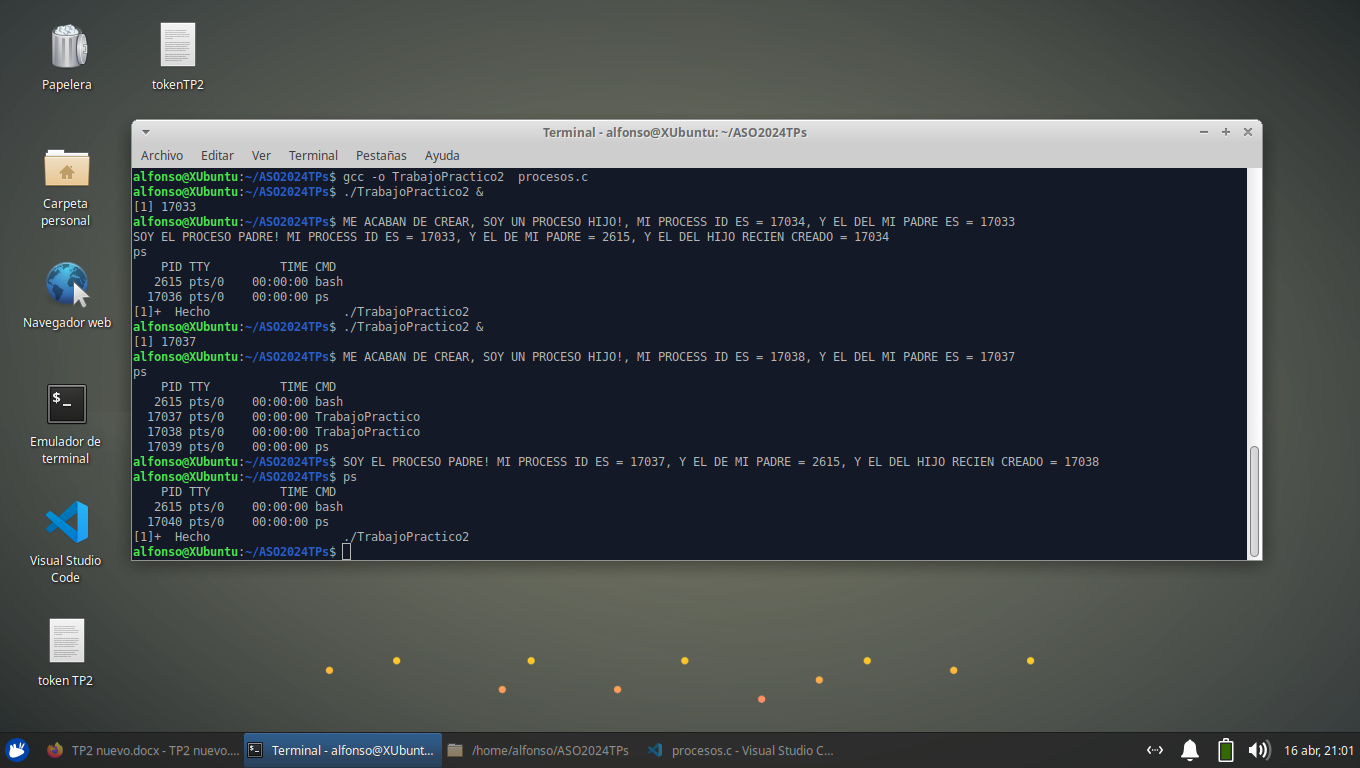 Papelera
tokenTP2
Carpeta
personal
Navegador web
Emulador de
terminal
Visual Studio
Code
token TP2
Terminal - alfonso@XUbuntu: ~/ASO2024TPs
Archivo Editar Ver Terminal Pestañas Ayuda
alfonso@XUbuntu:~/ASO2024TPs$ gcc -o TrabajoPractico2  procesos.c
alfonso@XUbuntu:~/ASO2024TPs$ ./TrabajoPractico2 &
[1] 17033
alfonso@XUbuntu:~/ASO2024TPs$ ME ACABAN DE CREAR, SOY UN PROCESO HIJO!, MI PROCESS ID ES = 17034, Y EL DEL MI PADRE ES = 17033
SOY EL PROCESO PADRE! MI PROCESS ID ES = 17033, Y EL DE MI PADRE = 2615, Y EL DEL HIJO RECIEN CREADO = 17034
ps
    PID TTY          TIME CMD
   2615 pts/0    00:00:00 bash
  17036 pts/0    00:00:00 ps
[1]+  Hecho                   ./TrabajoPractico2
alfonso@XUbuntu:~/ASO2024TPs$ ./TrabajoPractico2 &
[1] 17037
alfonso@XUbuntu:~/ASO2024TPs$ ME ACABAN DE CREAR, SOY UN PROCESO HIJO!, MI PROCESS ID ES = 17038, Y EL DEL MI PADRE ES = 17037
ps
    PID TTY          TIME CMD
   2615 pts/0    00:00:00 bash
  17037 pts/0    00:00:00 TrabajoPractico
  17038 pts/0    00:00:00 TrabajoPractico
  17039 pts/0    00:00:00 ps
alfonso@XUbuntu:~/ASO2024TPs$ SOY EL PROCESO PADRE! MI PROCESS ID ES = 17037, Y EL DE MI PADRE = 2615, Y EL DEL HIJO RECIEN CREADO = 17038
alfonso@XUbuntu:~/ASO2024TPs$ ps
    PID TTY          TIME CMD
   2615 pts/0    00:00:00 bash
  17040 pts/0    00:00:00 ps
[1]+  Hecho                   ./TrabajoPractico2
alfonso@XUbuntu:~/ASO2024TPs$
$_
$_
TP2 nuevo.docx - TP2 nuevo.... Terminal - alfonso@XUbunt... /home/alfonso/ASO2024TPs procesos.c - Visual Studio C... 16 abr, 21:01